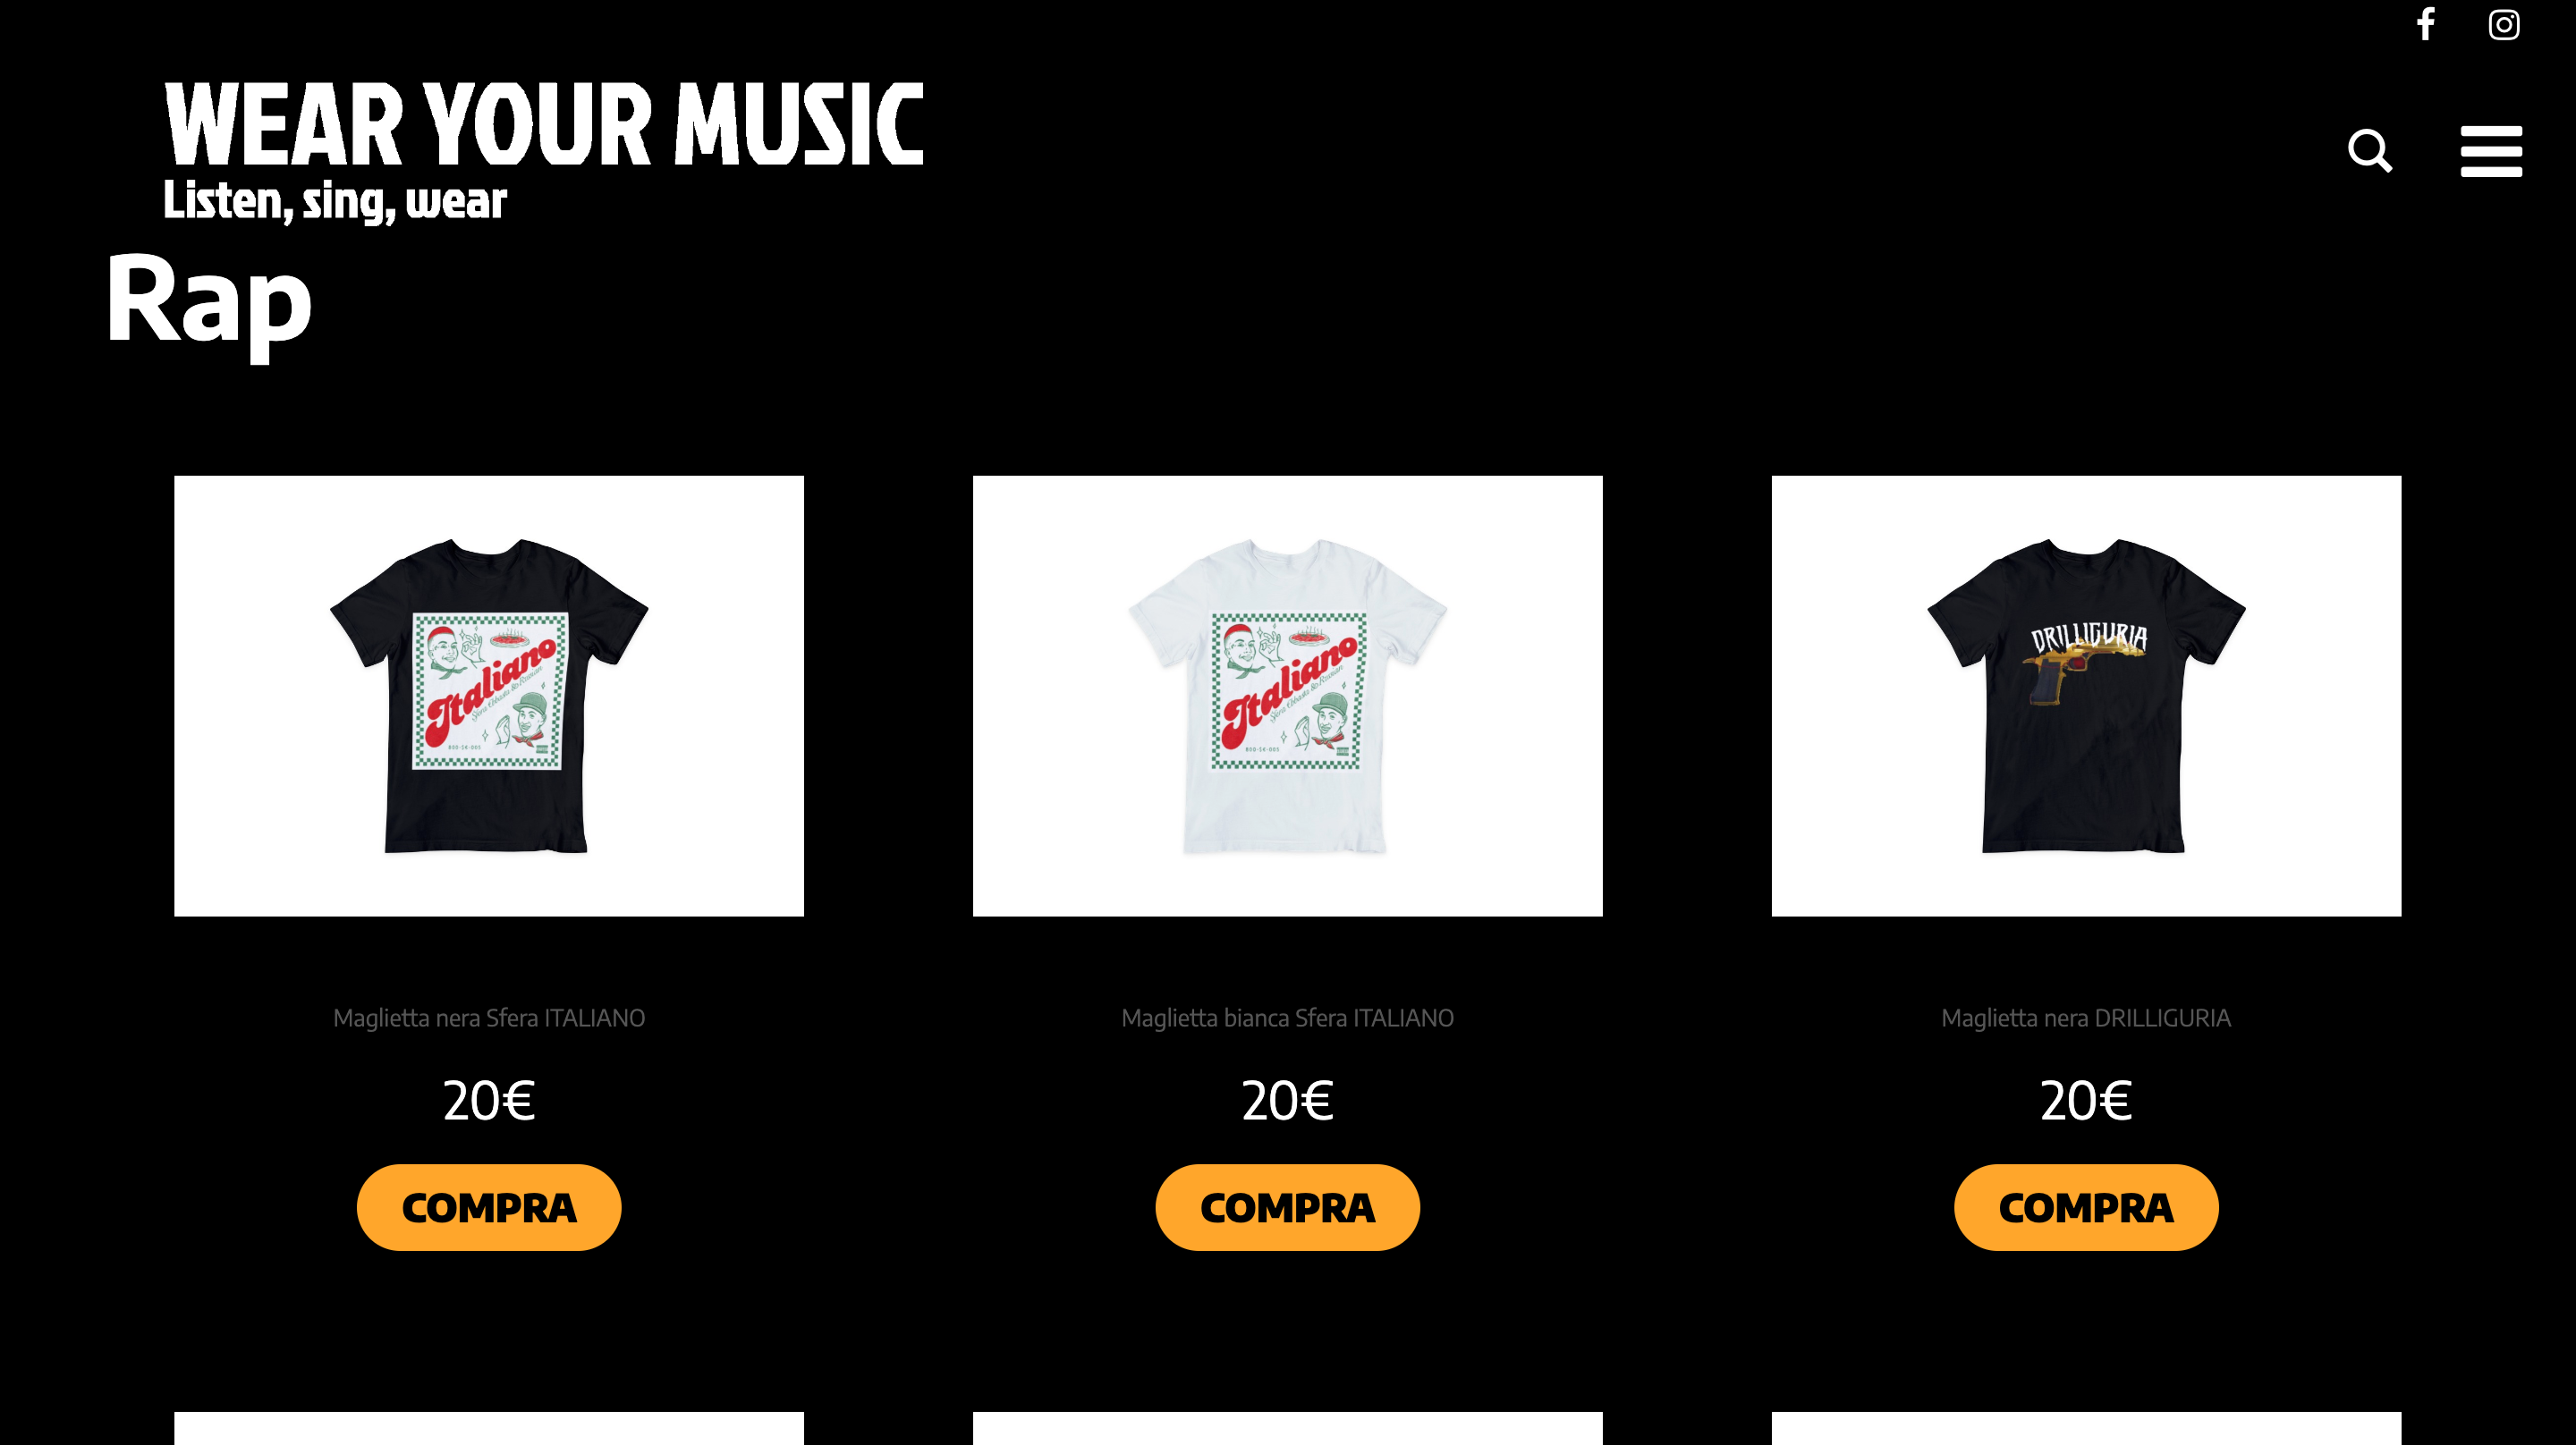 WEAR YOUR MUSIC
Listen, sing, wear
Rap
Italiano
Italiano
DRILLIGURIA
Maglietta nera Sfera ITALIANO
Maglietta bianca Sfera ITALIANO
Maglietta nera DRILLIGURIA
20€
20€
20€
COMPRA
COMPRA
COMPRA